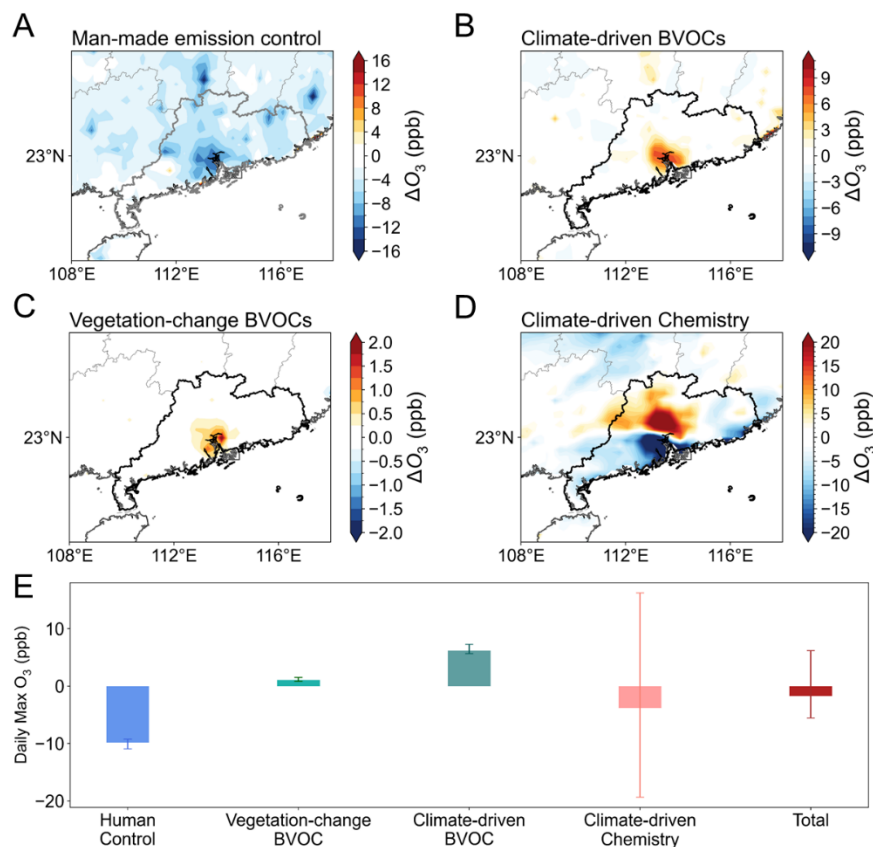 A
Man-made emission control
16
12
8
4
0
−4
−8
−12
−16
ΔO₃ (ppb)
23°N
108°E
112°E
116°E
B
Climate-driven BVOCs
9
6
3
0
−3
−6
−9
ΔO₃ (ppb)
23°N
108°E
112°E
116°E
C
Vegetation-change BVOCs
2.0
1.5
1.0
0.5
0.0
−0.5
−1.0
−1.5
−2.0
ΔO₃ (ppb)
23°N
108°E
112°E
116°E
D
Climate-driven Chemistry
20
15
10
5
0
−5
−10
−15
−20
ΔO₃ (ppb)
23°N
108°E
112°E
116°E
E
Daily Max O₃ (ppb)
10
0
−10
−20
Human
Control
Vegetation-change
BVOC
Climate-driven
BVOC
Climate-driven
Chemistry
Total